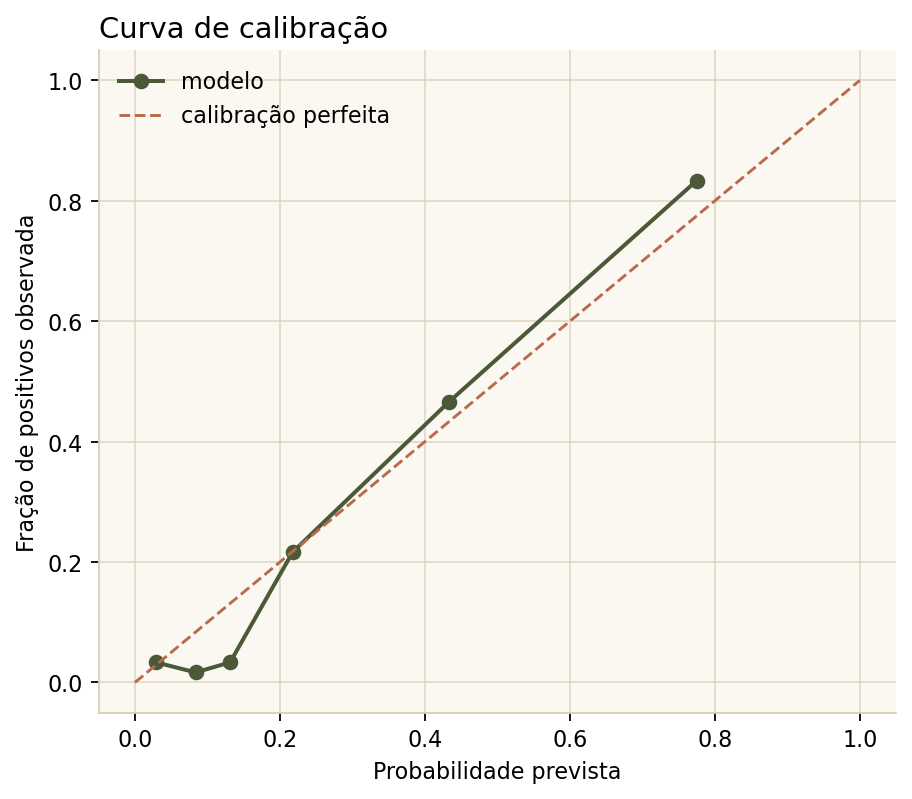 Curva de calibração
modelo
calibração perfeita
1.0
0.8
0.6
0.4
0.2
0.0
Fração de positivos observada
0.0 0.2 0.4 0.6 0.8 1.0
Probabilidade prevista